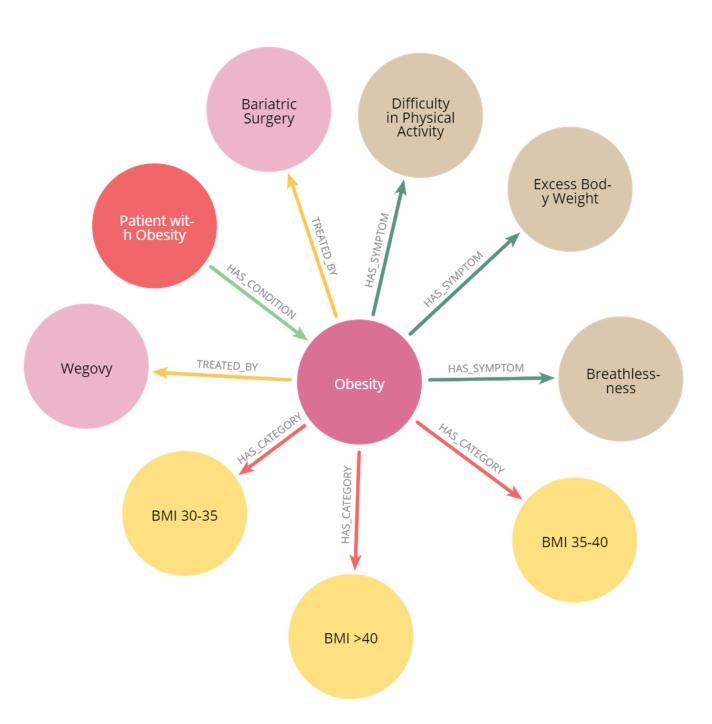 Bariatric
Surgery
Difficulty
in Physical
Activity
Excess Bod-
y Weight
Patient wit-
h Obesity
TREATED_BY
HAS_SYMPTOM
HAS_SYMPTOM
HAS_CONDITION
Wegovy
TREATED_BY
Obesity
HAS_SYMPTOM
Breathless-
ness
HAS_CATEGORY
HAS_CATEGORY
HAS_CATEGORY
BMI 30-35
BMI 35-40
BMI >40